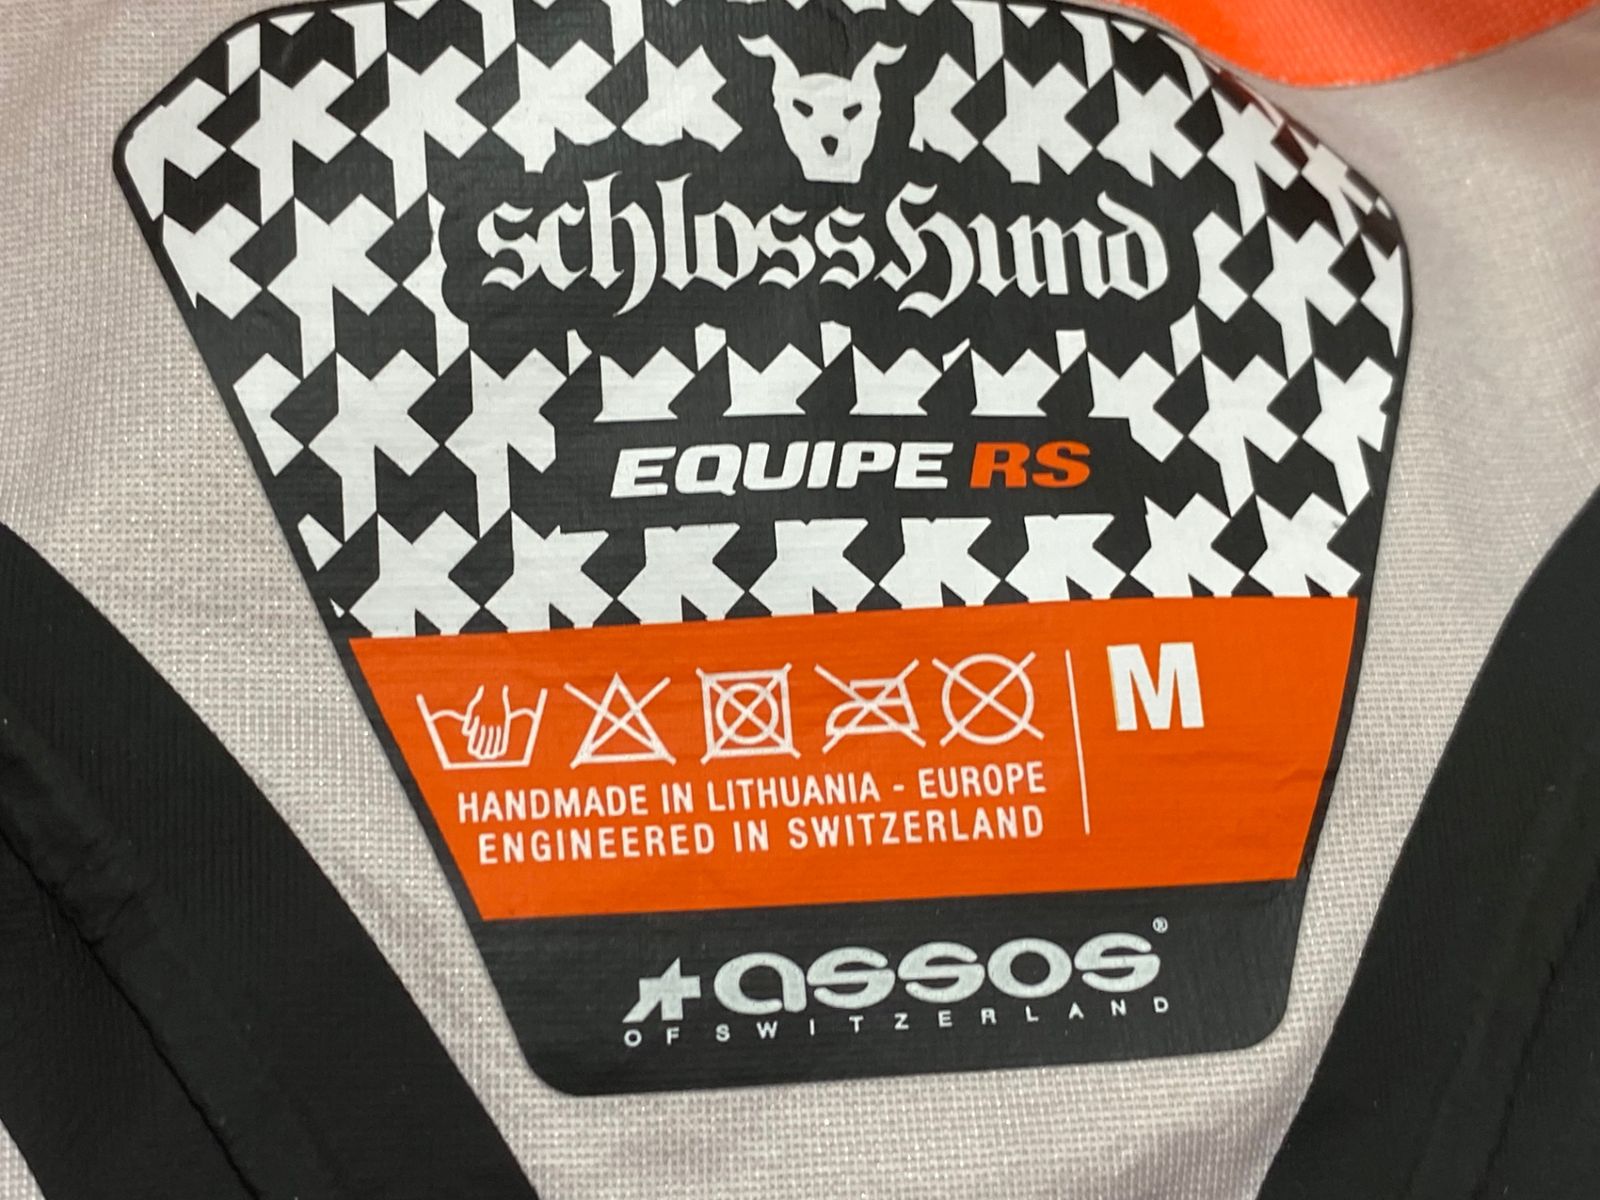 schlossHund
EQUIPE RS
M
HANDMADE IN LITHUANIA - EUROPE
ENGINEERED IN SWITZERLAND
assos®
OF SWITZERLAND